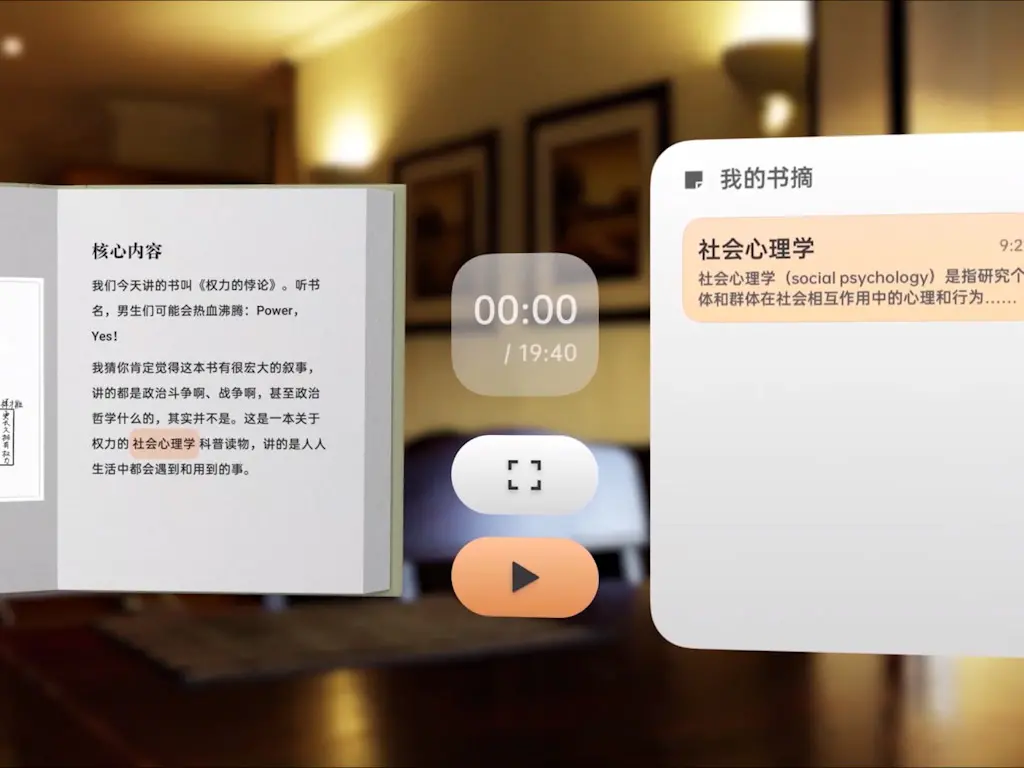 核心内容
我们今天讲的书叫《权力的悖论》。听书
名，男生们可能会热血沸腾：Power，
Yes！
我猜你肯定觉得这本书有很宏大的叙事，
讲的都是政治斗争啊、战争啊，甚至政治
哲学什么的，其实并不是。这是一本关于
权力的社会心理学科普读物，讲的是人人
生活中都会遇到和用到的事。
00:00
/ 19:40
我的书摘
社会心理学
9:2
社会心理学（social psychology）是指研究个
体和群体在社会相互作用中的心理和行为……